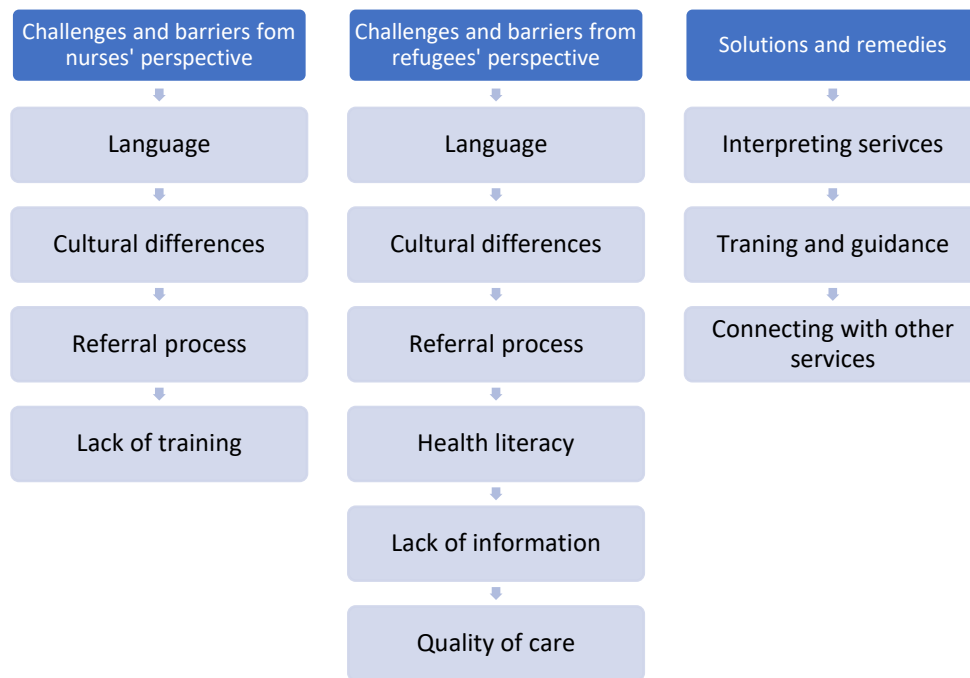 Challenges and barriers fom
nurses' perspective
Language
Cultural differences
Referral process
Lack of training
Challenges and barriers from
refugees' perspective
Language
Cultural differences
Referral process
Health literacy
Lack of information
Quality of care
Solutions and remedies
Interpreting serivces
Traning and guidance
Connecting with other
services